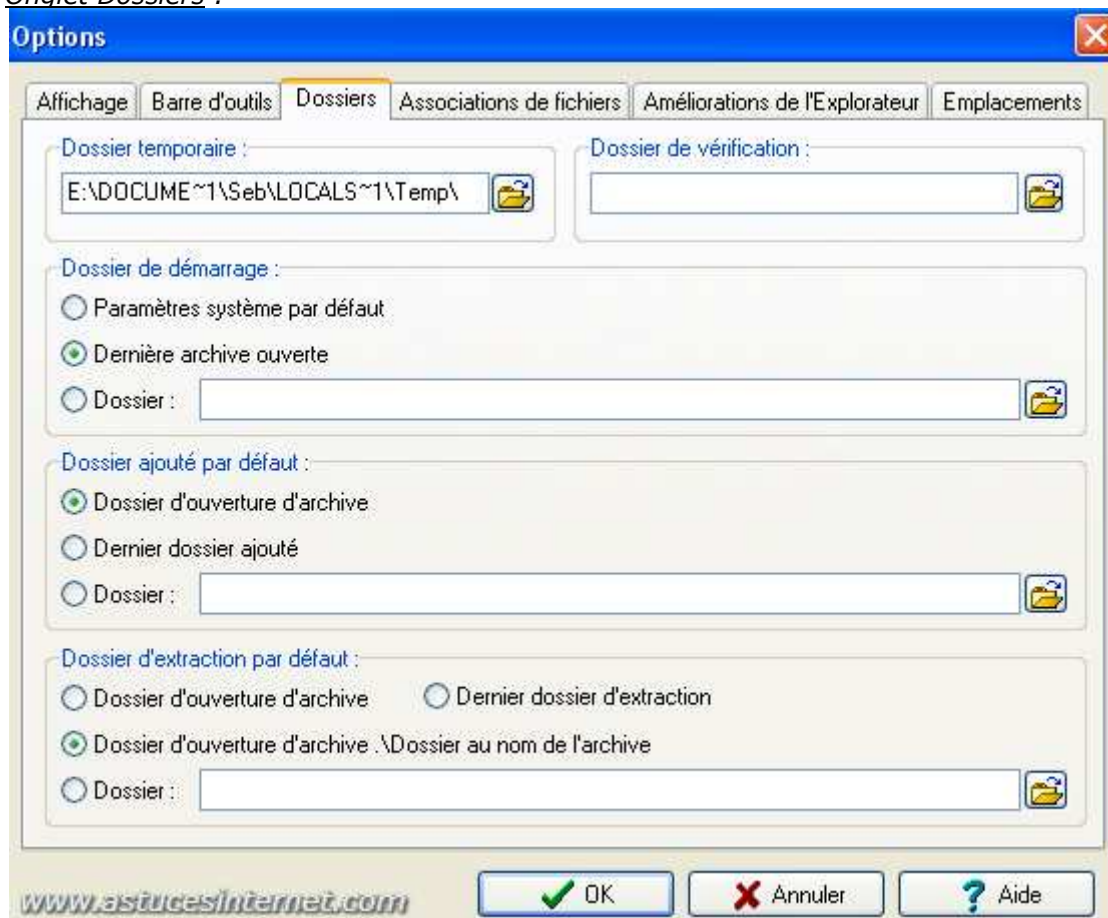 Onglet Dossiers :
Options
Affichage Barre d'outils Dossiers Associations de fichiers Améliorations de l'Explorateur Emplacements
Dossier temporaire : Dossier de vérification :
E:\DOCUME~1\Seb\LOCALS~1\Temp\
Dossier de démarrage :
Paramètres système par défaut
Dernière archive ouverte
Dossier :
Dossier ajouté par défaut :
Dossier d'ouverture d'archive
Dernier dossier ajouté
Dossier :
Dossier d'extraction par défaut :
Dossier d'ouverture d'archive Dernier dossier d'extraction
Dossier d'ouverture d'archive .\Dossier au nom de l'archive
Dossier :
www.astucesinternet.com OK Annuler ? Aide